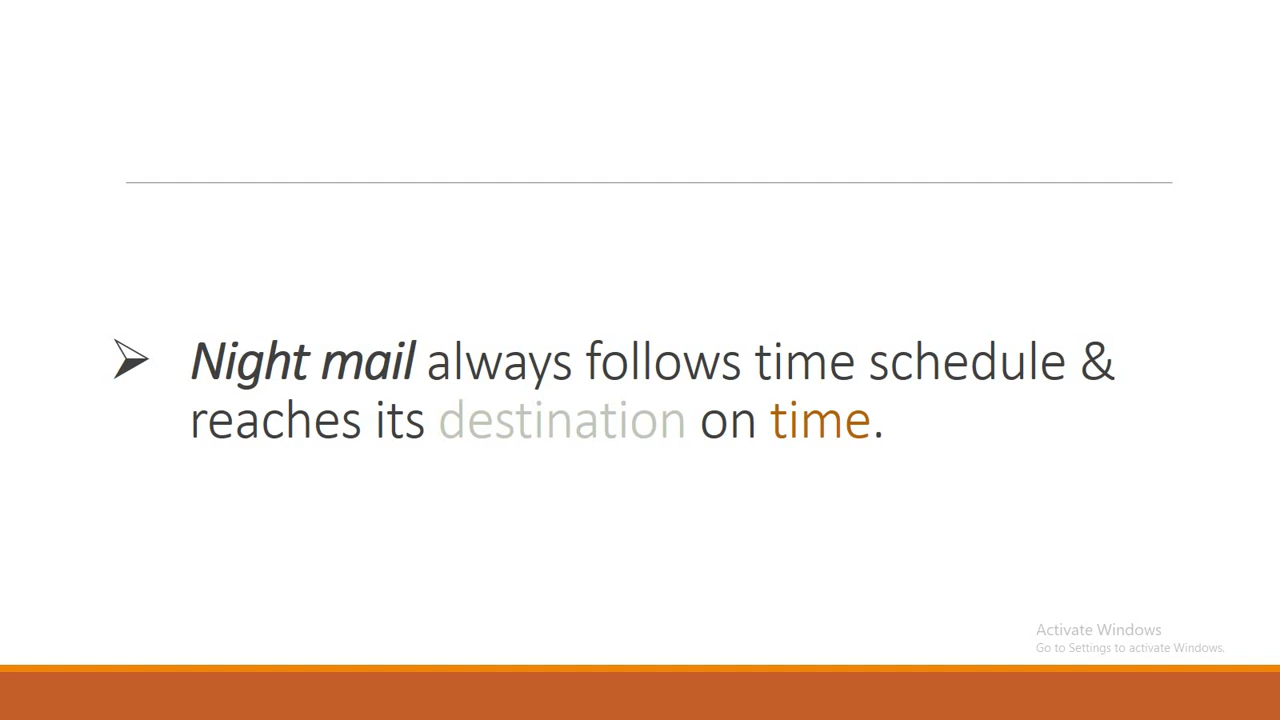 Night mail always follows time schedule &
reaches its destination on time.
Activate Windows
Go to Settings to activate Windows.